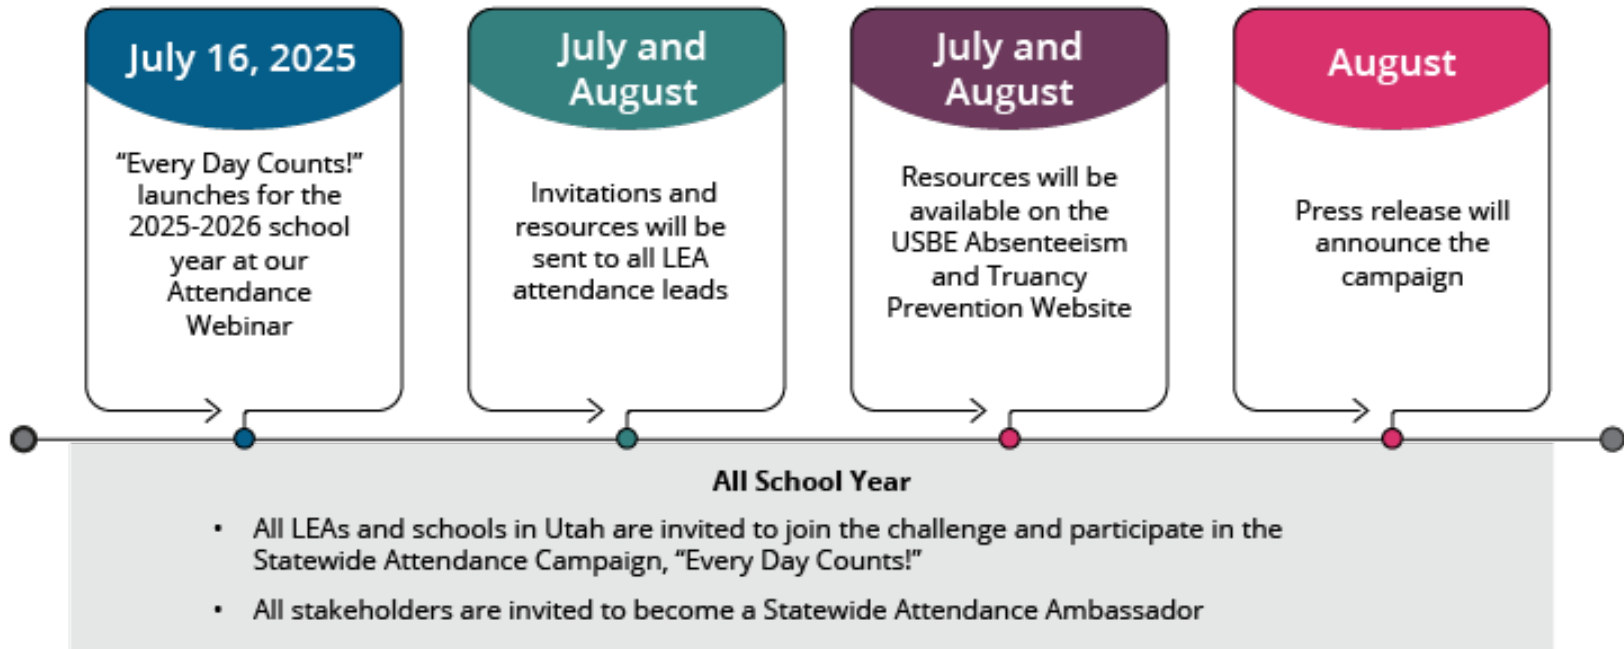 July 16, 2025
“Every Day Counts!”
launches for the
2025-2026 school
year at our
Attendance
Webinar
July and
August
Invitations and
resources will be
sent to all LEA
attendance leads
July and
August
Resources will be
available on the
USBE Absenteeism
and Truancy
Prevention Website
August
Press release will
announce the
campaign
All School Year
• All LEAs and schools in Utah are invited to join the challenge and participate in the
Statewide Attendance Campaign, “Every Day Counts!”
• All stakeholders are invited to become a Statewide Attendance Ambassador